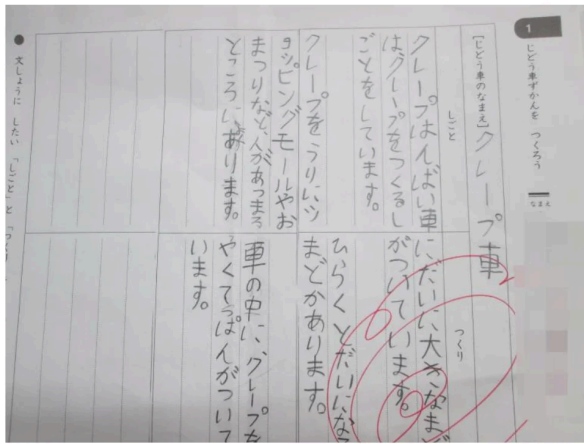 1
じどう車ずかんを つくろう
なまえ
[じどう車のなまえ] クレープ車
しごと
クレープはんばい車
は、クレープをつくるし
ごとをしています。
クレープをうりに、シ
ョッピングモールやお
まつりなど、人があつまる
ところに、あります。
つくり
にだいに大きなまど
がついています。
ひらくとだいになる
まどがあります。
車の中に、クレープを
やくてっぱんがついて
います。
● 文しょうに したい 「しごと」と 「つくり